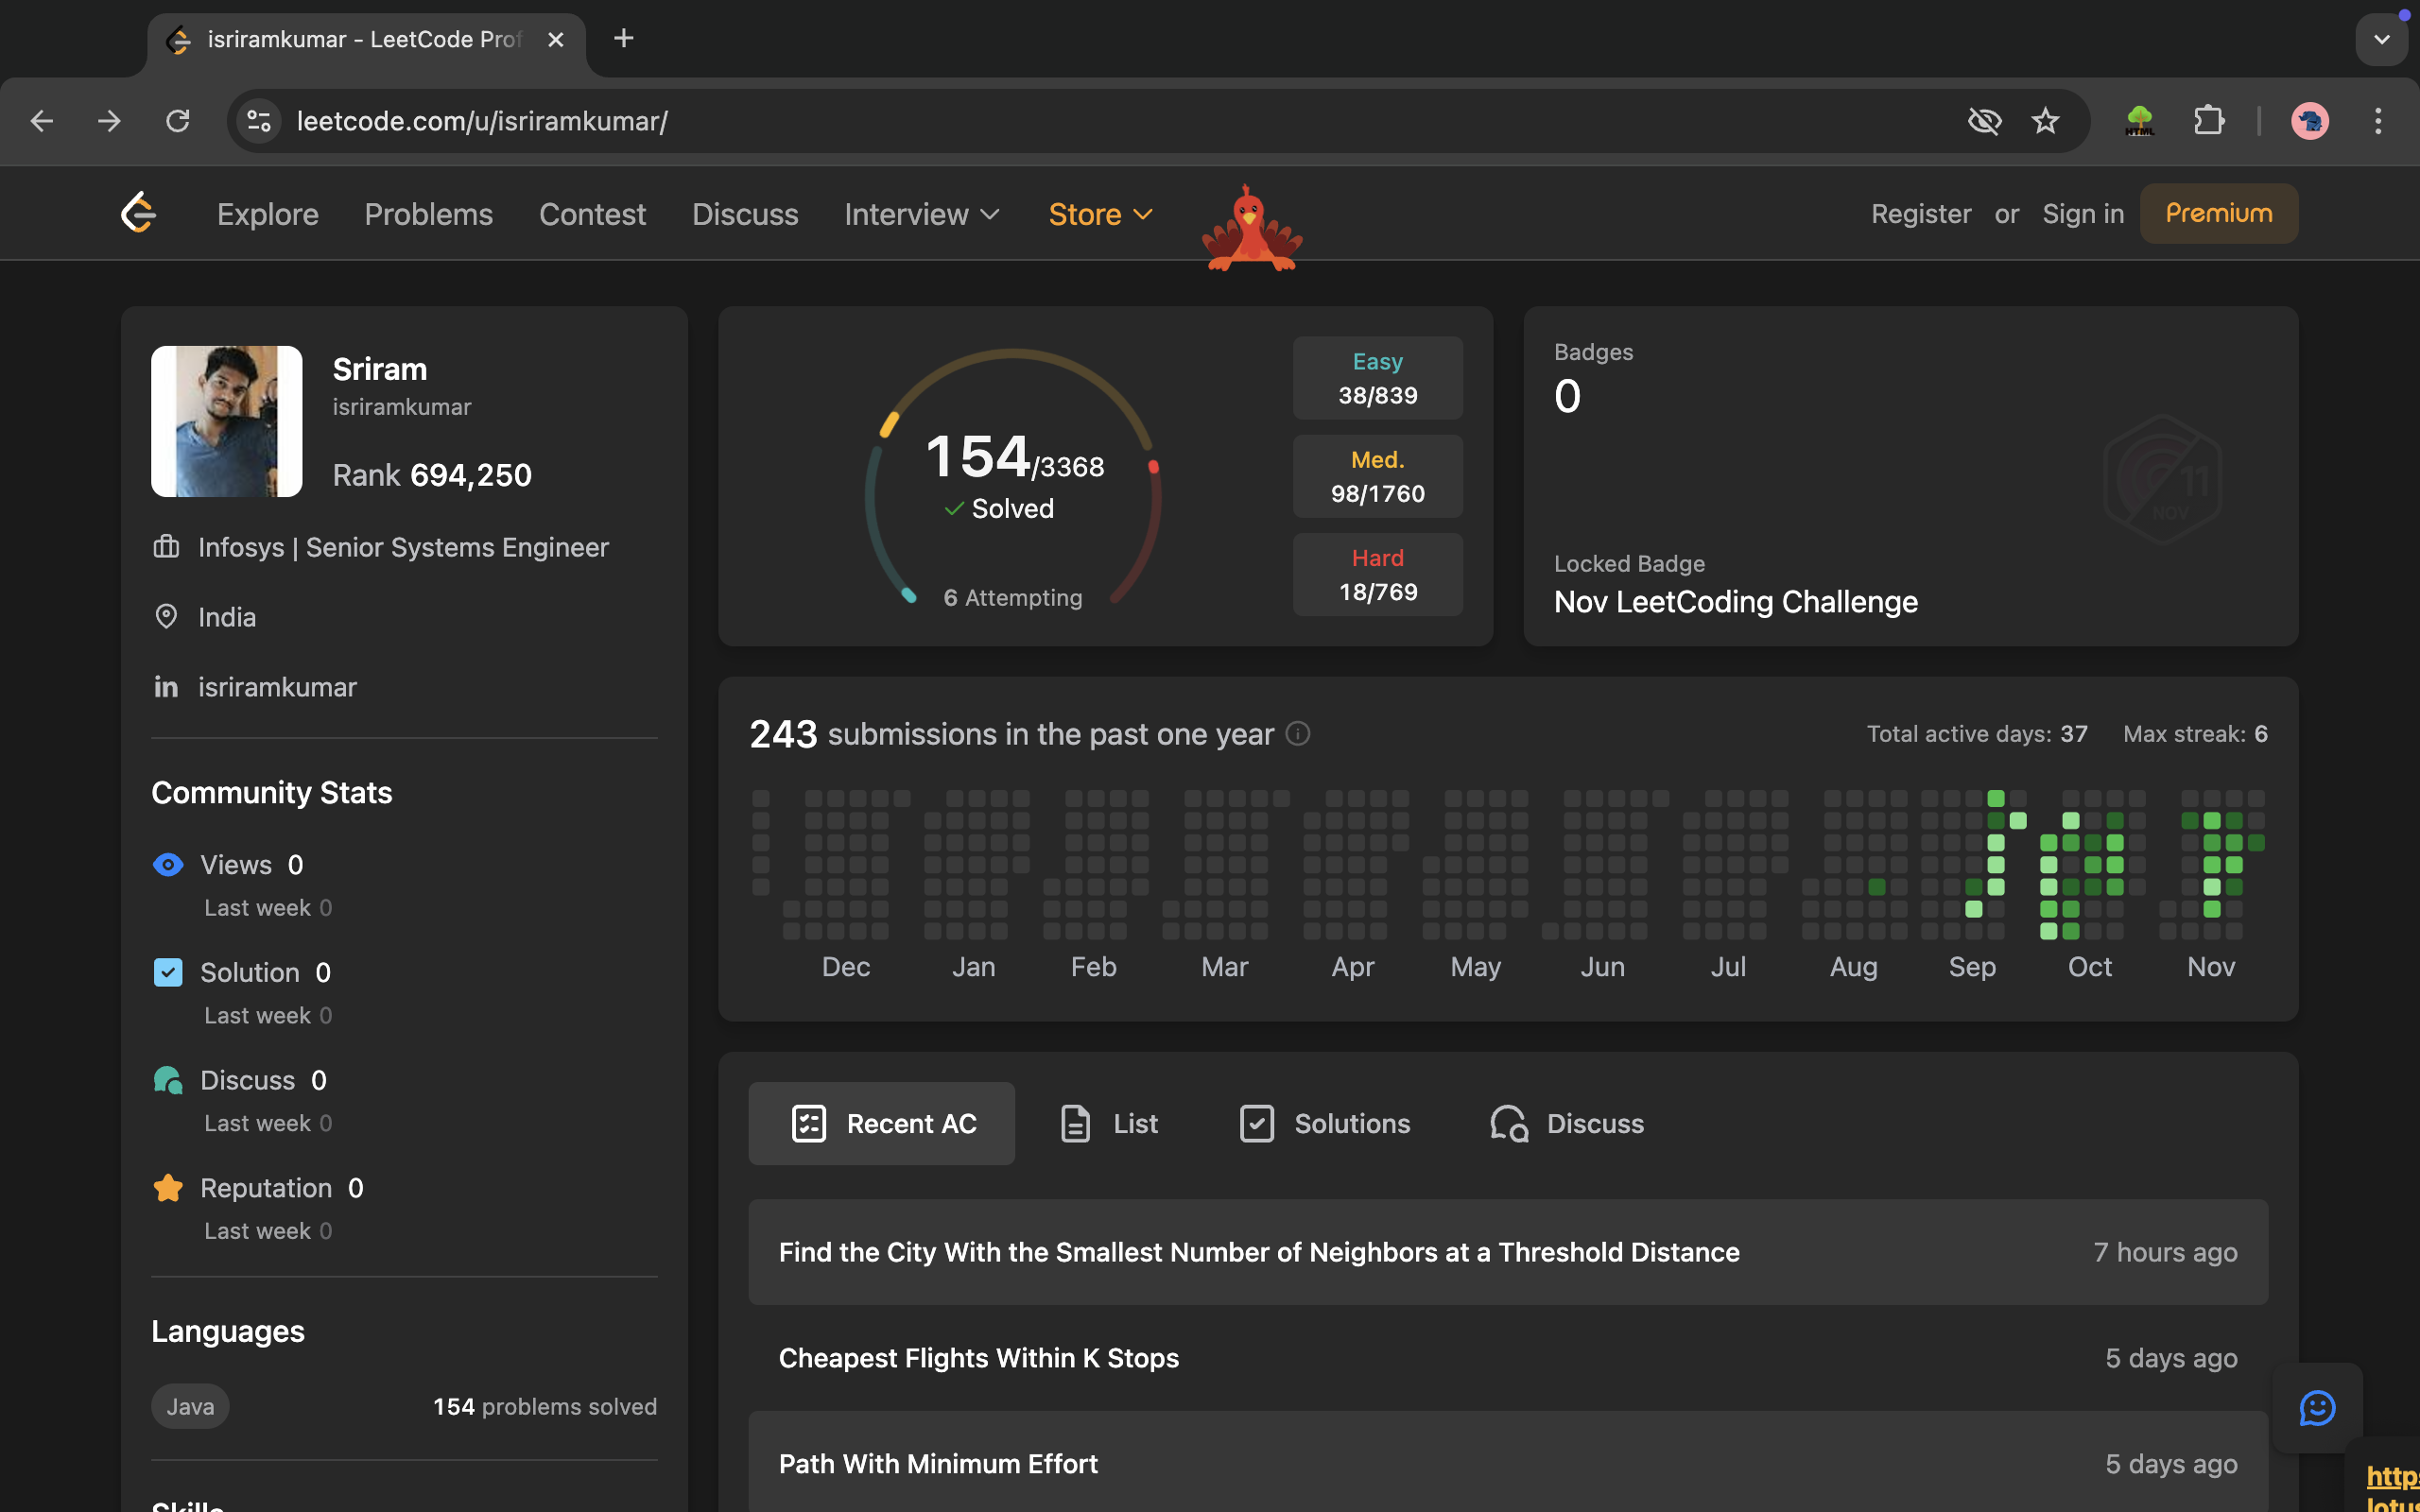 isriramkumar - LeetCode Prof
leetcode.com/u/isriramkumar/
HTML
Explore Problems Contest Discuss Interview Store Register or Sign in Premium
Sriram
isriramkumar
Rank 694,250
Infosys | Senior Systems Engineer
India
in isriramkumar
Community Stats
Views 0
Last week 0
Solution 0
Last week 0
Discuss 0
Last week 0
Reputation 0
Last week 0
Languages
Java 154 problems solved
Skills
154/3368
Solved
6 Attempting
Easy
38/839
Med.
98/1760
Hard
18/769
Badges
0
11
NOV
Locked Badge
Nov LeetCoding Challenge
243 submissions in the past one year Total active days: 37 Max streak: 6
Dec Jan Feb Mar Apr May Jun Jul Aug Sep Oct Nov
Recent AC List Solutions Discuss
Find the City With the Smallest Number of Neighbors at a Threshold Distance 7 hours ago
Cheapest Flights Within K Stops 5 days ago
Path With Minimum Effort 5 days ago
https
lotus